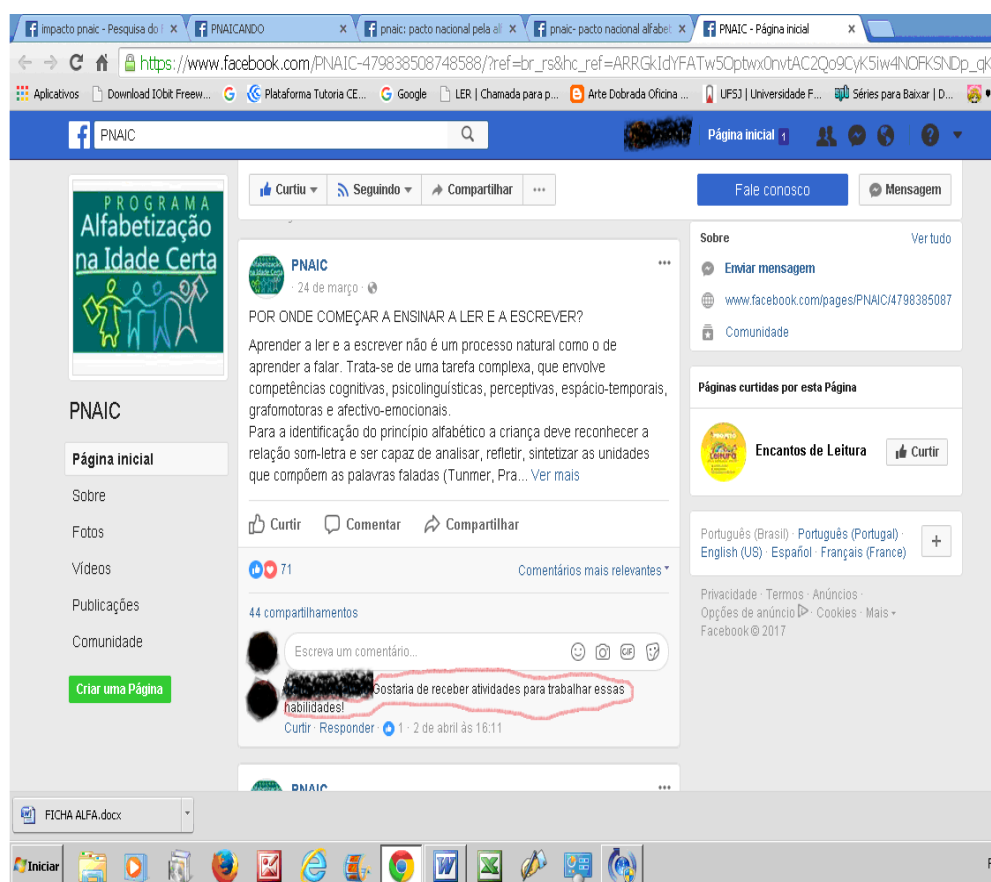 impacto pnaic - Pesquisa do
PNAICANDO
pnaic: pacto nacional pela
pnaic- pacto nacional alfabet
PNAIC - Página inicial
https://www.facebook.com/PNAIC-479838508748588/?ref=br_rs&hc_ref=
Aplicativos
Download IObit Freew...
Plataforma Tutoria CE...
Google
LER | Chamada para p...
Arte Dobrada Oficina ...
UFSJ | Universidade F...
Séries para Baixar | D...
PNAIC
Página inicial 1
PROGRAMA
Alfabetização
na Idade Certa
PNAIC
Página inicial
Sobre
Fotos
Vídeos
Publicações
Comunidade
Criar uma Página
Curtiu
Seguindo
Compartilhar
Fale conosco
Mensagem
PNAIC
· 24 de março ·
POR ONDE COMEÇAR A ENSINAR A LER E A ESCREVER?
Aprender a ler e a escrever não é um processo natural como o de
aprender a falar. Trata-se de uma tarefa complexa, que envolve
competências cognitivas, psicolinguísticas, perceptivas, espácio-temporais,
grafomotoras e afectivo-emocionais.
Para a identificação do princípio alfabético a criança deve reconhecer a
relação som-letra e ser capaz de analisar, refletir, sintetizar as unidades
que compõem as palavras faladas (Tunmer, Pra... Ver mais
Curtir
Comentar
Compartilhar
71
Comentários mais relevantes
44 compartilhamentos
Escreva um comentário...
GIF
Gostaria de receber atividades para trabalhar essas
habilidades!
Curtir · Responder · 1 · 2 de abril às 16:11
PNAIC
Sobre
Ver tudo
Enviar mensagem
www.facebook.com/pages/PNAIC/4798385087
Comunidade
Páginas curtidas por esta Página
Encantos de Leitura
Curtir
Português (Brasil) · Português (Portugal) ·
English (US) · Español · Français (France)
Privacidade · Termos · Anúncios ·
Opções de anúncio · Cookies · Mais
Facebook © 2017
FICHA ALFA.docx
Iniciar